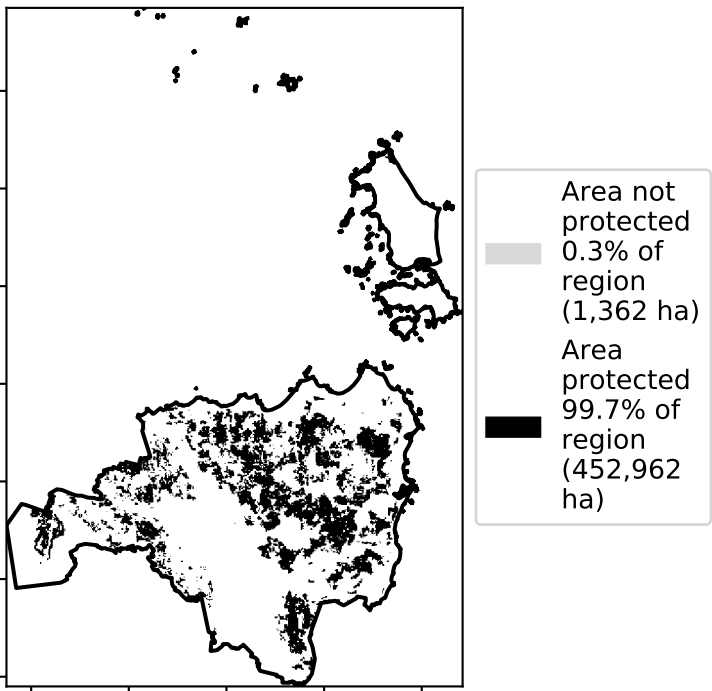 Area not
protected
0.3% of
region
(1,362 ha)
Area
protected
99.7% of
region
(452,962
ha)